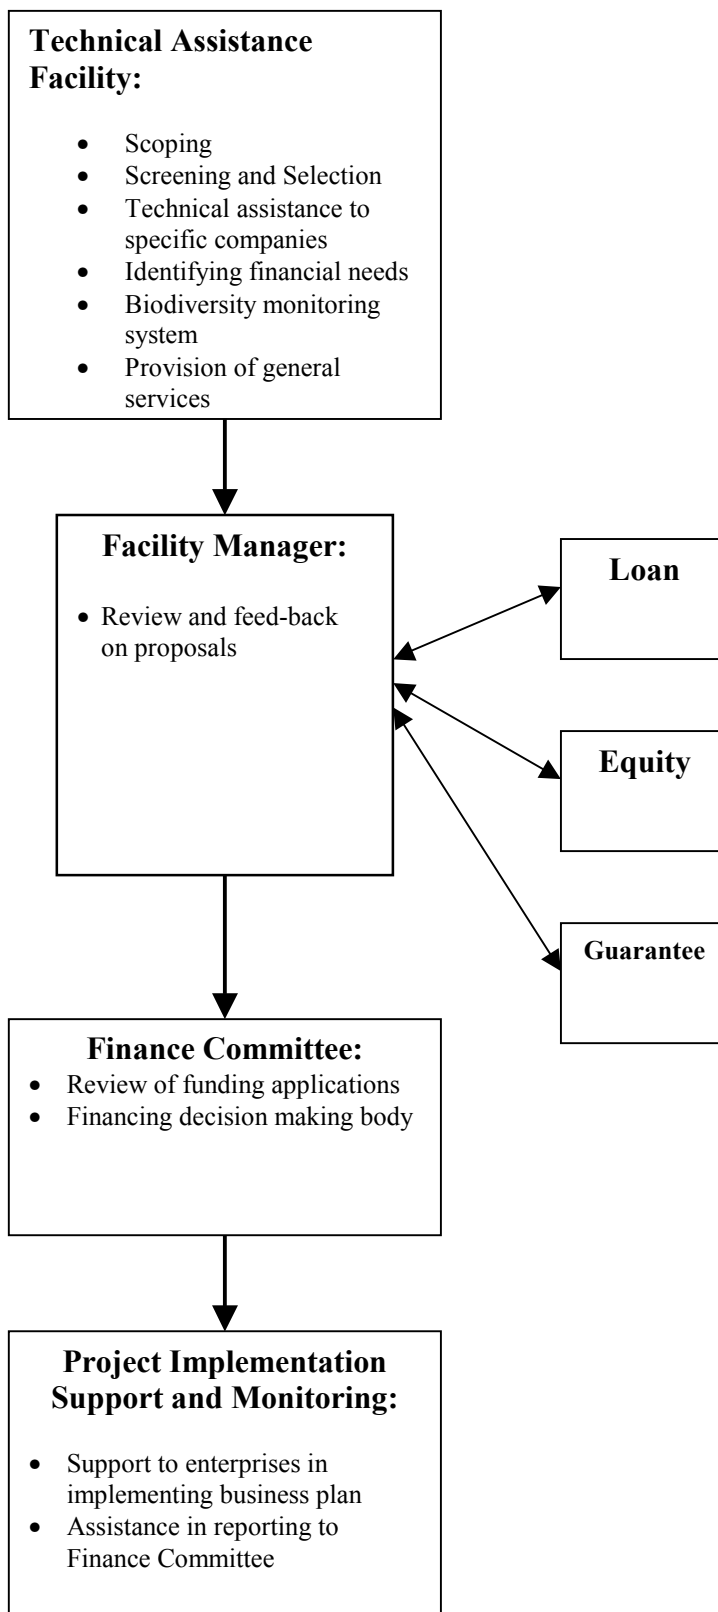 Technical Assistance
Facility:
• Scoping
• Screening and Selection
• Technical assistance to
specific companies
• Identifying financial needs
• Biodiversity monitoring
system
• Provision of general
services
Facility Manager:
• Review and feed-back
on proposals
Loan
Equity
Guarantee
Finance Committee:
• Review of funding applications
• Financing decision making body
Project Implementation
Support and Monitoring:
• Support to enterprises in
implementing business plan
• Assistance in reporting to
Finance Committee